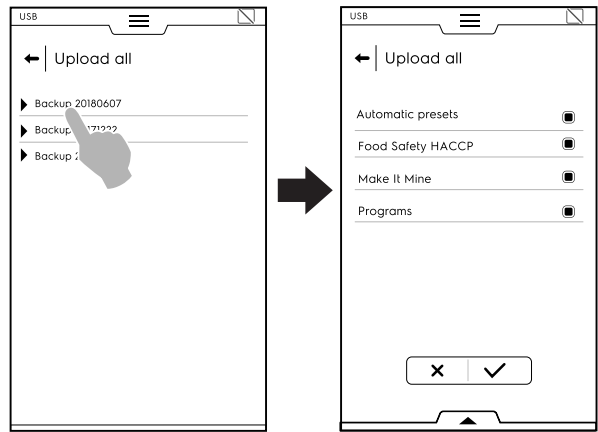 USB
Upload all
Backup 20180607
Backup
Backup
USB
Upload all
Automatic presets
Food Safety HACCP
Make It Mine
Programs